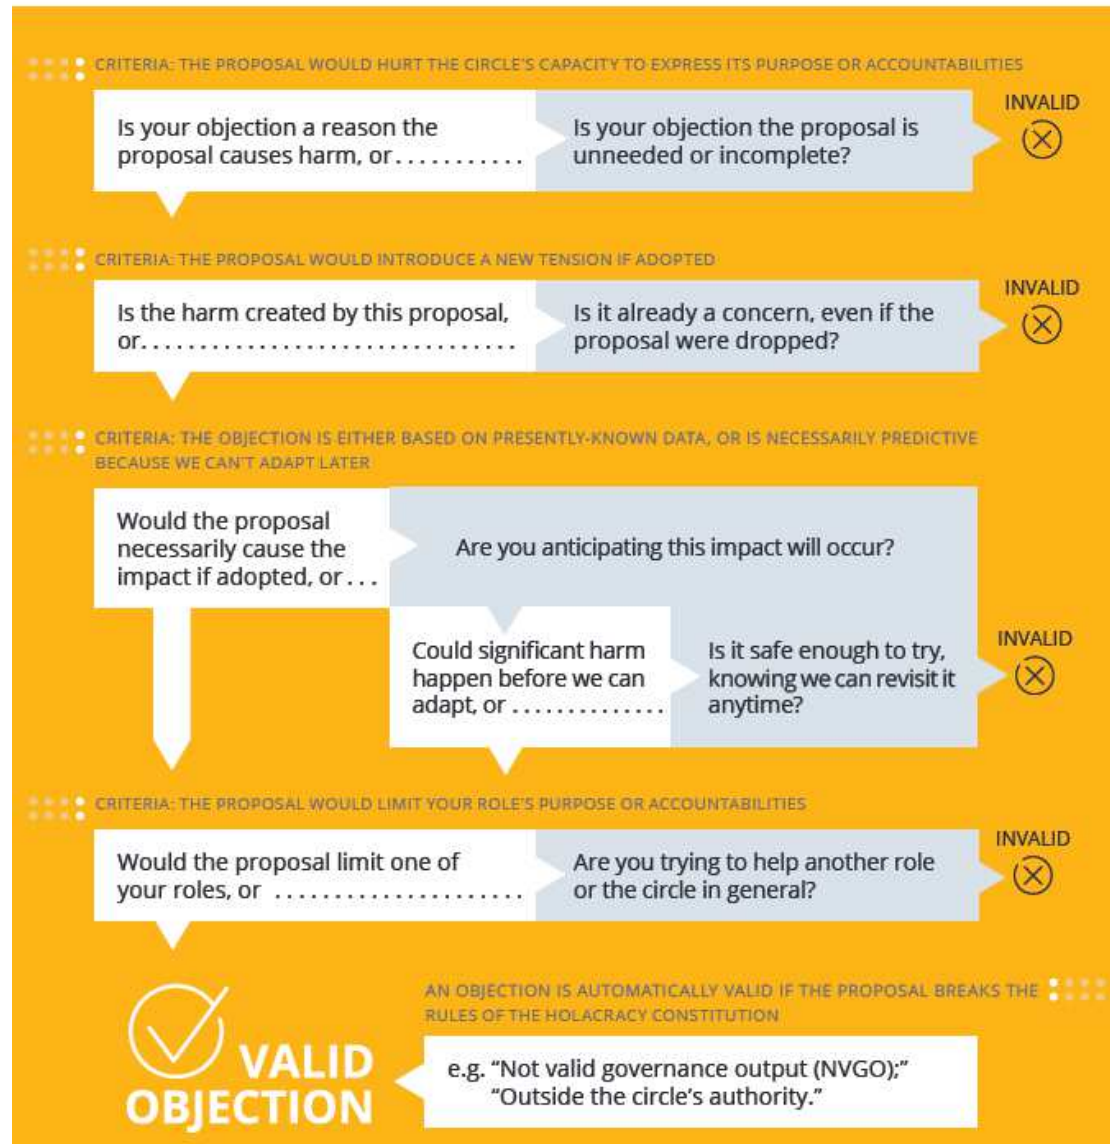 CRITERIA: THE PROPOSAL WOULD HURT THE CIRCLE'S CAPACITY TO EXPRESS ITS PURPOSE OR ACCOUNTABILITIES
Is your objection a reason the
proposal causes harm, or...........
Is your objection the proposal is
unneeded or incomplete?
INVALID
CRITERIA: THE PROPOSAL WOULD INTRODUCE A NEW TENSION IF ADOPTED
Is the harm created by this proposal,
or................................
Is it already a concern, even if the
proposal were dropped?
INVALID
CRITERIA: THE OBJECTION IS EITHER BASED ON PRESENTLY-KNOWN DATA, OR IS NECESSARILY PREDICTIVE
BECAUSE WE CAN'T ADAPT LATER
Would the proposal
necessarily cause the
impact if adopted, or...
Are you anticipating this impact will occur?
Could significant harm
happen before we can
adapt, or..............
Is it safe enough to try,
knowing we can revisit it
anytime?
INVALID
CRITERIA: THE PROPOSAL WOULD LIMIT YOUR ROLE'S PURPOSE OR ACCOUNTABILITIES
Would the proposal limit one of
your roles, or .....................
Are you trying to help another role
or the circle in general?
INVALID
VALID
OBJECTION
AN OBJECTION IS AUTOMATICALLY VALID IF THE PROPOSAL BREAKS THE
RULES OF THE HOLACRACY CONSTITUTION
e.g. “Not valid governance output (NVGO);”
“Outside the circle's authority.”